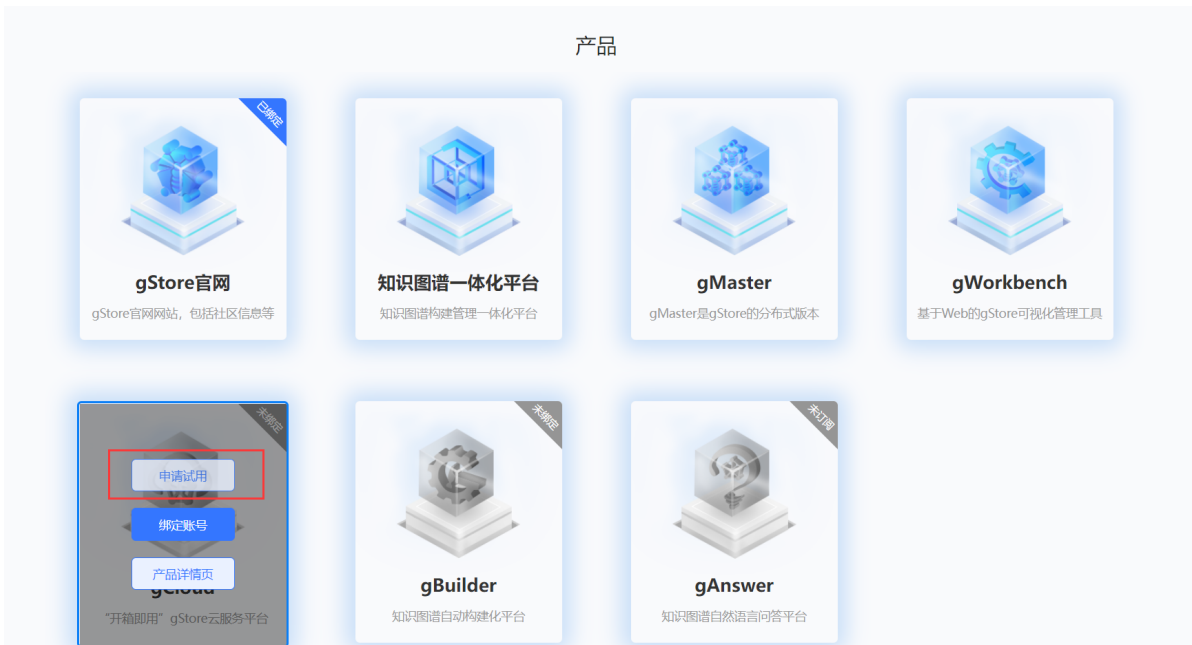 产品
已绑定
gStore官网
gStore官网网站，包括社区信息等
知识图谱一体化平台
知识图谱构建管理一体化平台
gMaster
gMaster是gStore的分布式版本
gWorkbench
基于Web的gStore可视化管理工具
未绑定
申请试用
绑定账号
产品详情页
gCloud
“开箱即用”gStore云服务平台
未绑定
gBuilder
知识图谱自动构建化平台
未订阅
gAnswer
知识图谱自然语言问答平台